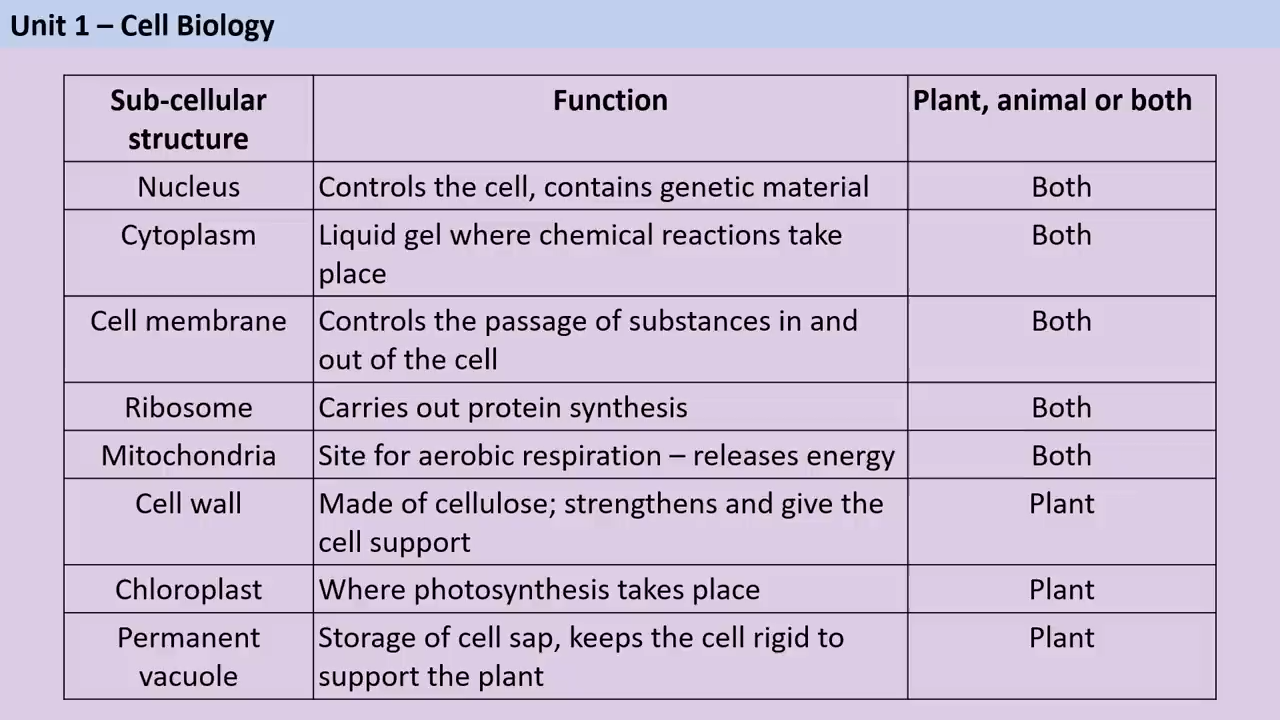 Unit 1 – Cell Biology
Sub-cellular
structure
Function
Plant, animal or both
Nucleus
Controls the cell, contains genetic material
Both
Cytoplasm
Liquid gel where chemical reactions take
place
Both
Cell membrane
Controls the passage of substances in and
out of the cell
Both
Ribosome
Carries out protein synthesis
Both
Mitochondria
Site for aerobic respiration – releases energy
Both
Cell wall
Made of cellulose; strengthens and give the
cell support
Plant
Chloroplast
Where photosynthesis takes place
Plant
Permanent
vacuole
Storage of cell sap, keeps the cell rigid to
support the plant
Plant